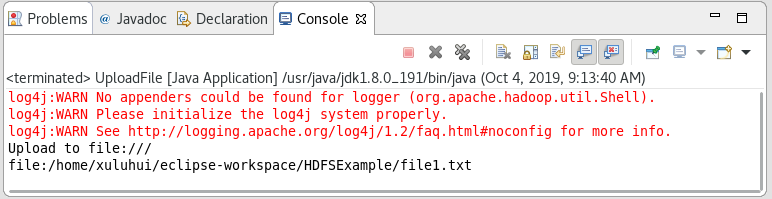 Problems @ Javadoc Declaration Console
<terminated> UploadFile [Java Application] /usr/java/jdk1.8.0_191/bin/java (Oct 4, 2019, 9:13:40 AM)
log4j:WARN No appenders could be found for logger (org.apache.hadoop.util.Shell).
log4j:WARN Please initialize the log4j system properly.
log4j:WARN See http://logging.apache.org/log4j/1.2/faq.html#noconfig for more info.
Upload to file:///
file:/home/xuluhui/eclipse-workspace/HDFSExample/file1.txt